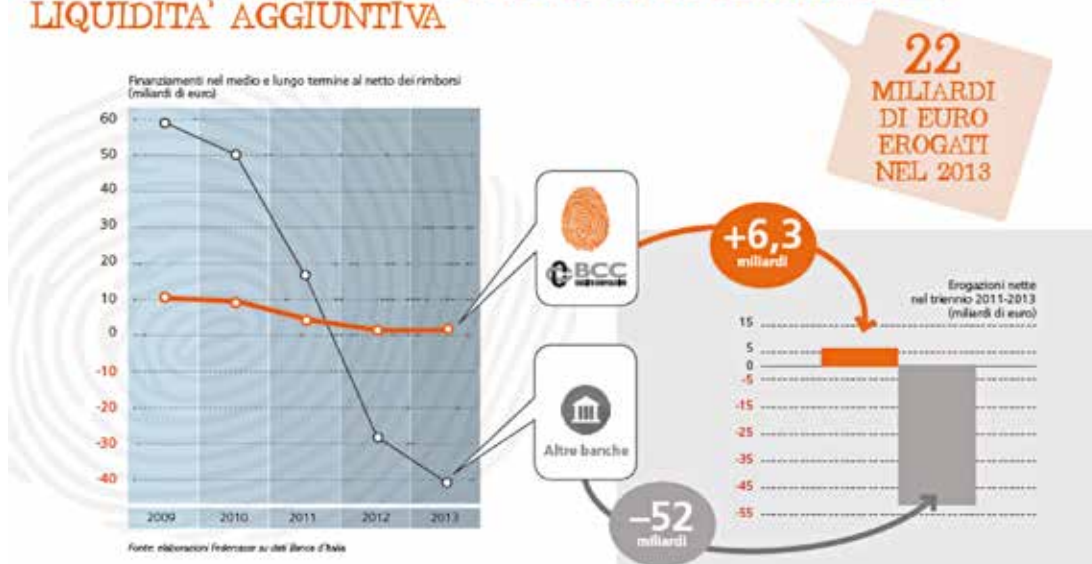 LIQUIDITA' AGGIUNTIVA
22
MILIARDI
DI EURO
EROGATI
NEL 2013
Finanziamenti nel medio e lungo termine al netto dei rimborsi
(miliardi di euro)
60
50
40
30
20
10
0
-10
-20
-30
-40
2009
2010
2011
2012
2013
Fonte: elaborazioni Federcasse su dati Banca d'Italia
BCC
Altre banche
+6,3
miliardi
−52
miliardi
Erogazioni nette
nel triennio 2011-2013
(miliardi di euro)
15
5
0
-5
-15
-25
-35
-45
-55